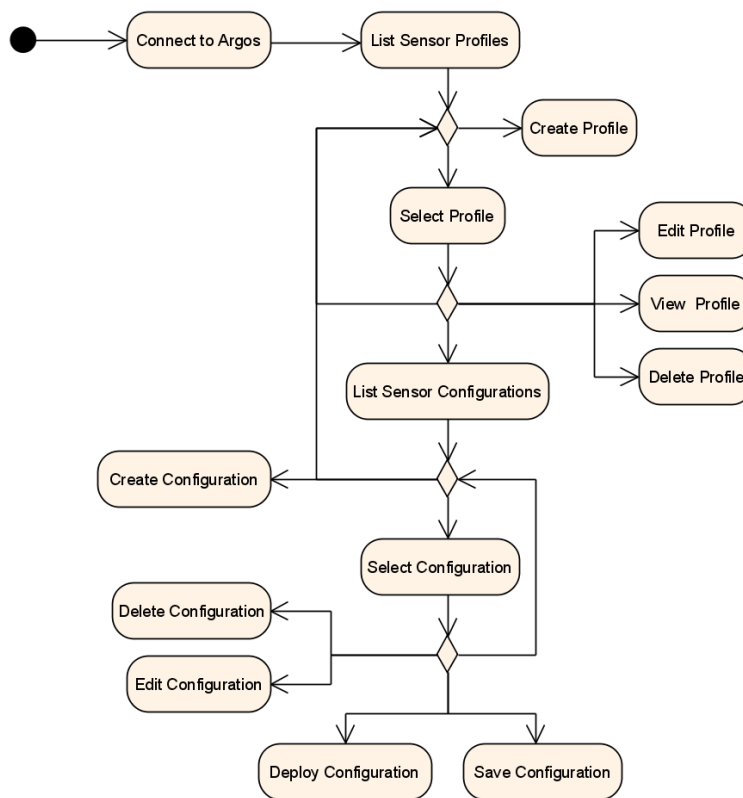 Connect to Argos
List Sensor Profiles
Create Profile
Select Profile
Edit Profile
View  Profile
Delete Profile
List Sensor Configurations
Create Configuration
Select Configuration
Delete Configuration
Edit Configuration
Deploy Configuration
Save Configuration